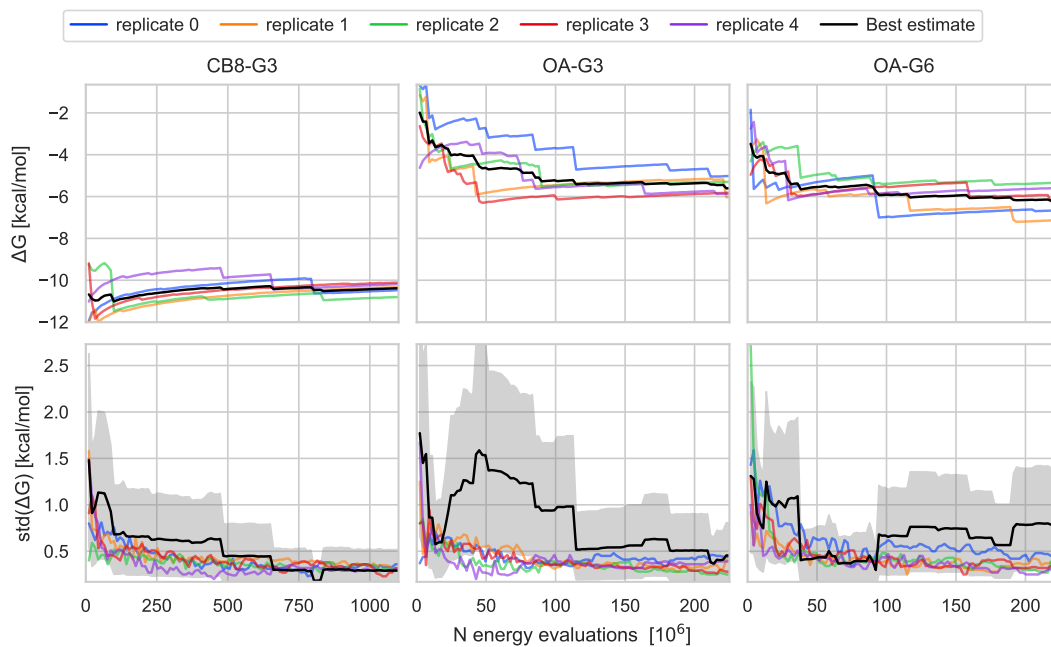 replicate 0 replicate 1 replicate 2 replicate 3 replicate 4 Best estimate
CB8-G3 OA-G3 OA-G6
ΔG [kcal/mol]
−2
−4
−6
−8
−10
−12
std(ΔG) [kcal/mol]
2.5
2.0
1.5
1.0
0.5
0 250 500 750 1000 0 50 100 150 200 0 50 100 150 200
N energy evaluations [10⁶]